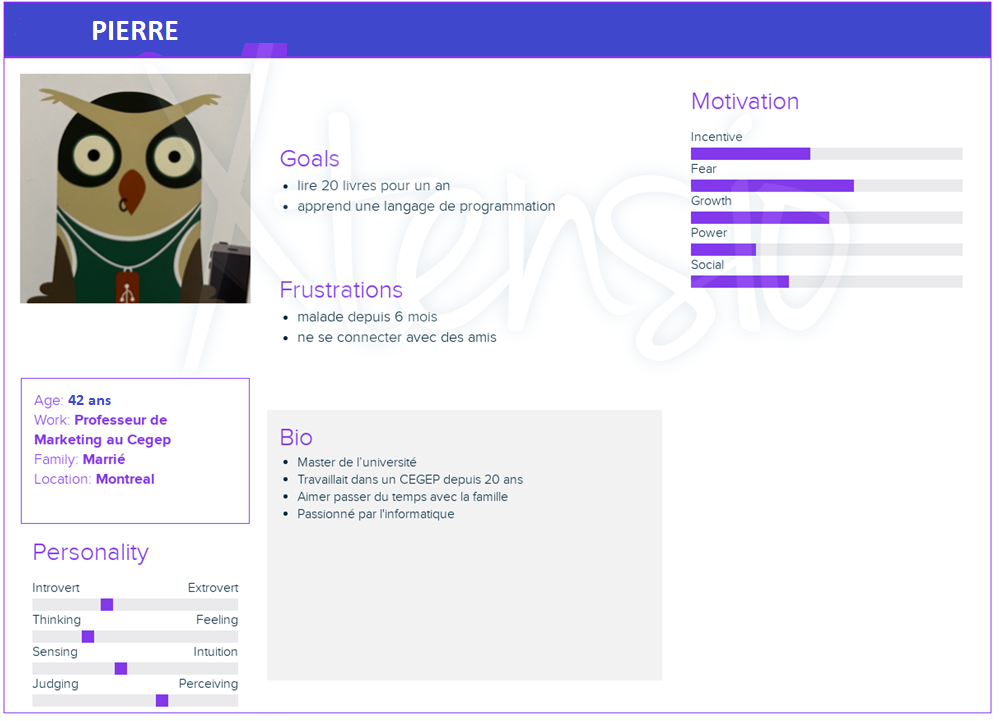 PIERRE
Goals
• lire 20 livres pour un an
• apprend une langage de programmation
Frustrations
• malade depuis 6 mois
• ne se connecter avec des amis
Motivation
Incentive
Fear
Growth
Power
Social
Age: 42 ans
Work: Professeur de
Marketing au Cegep
Family: Marrié
Location: Montreal
Bio
• Master de l'université
• Travaillait dans un CEGEP depuis 20 ans
• Aimer passer du temps avec la famille
• Passionné par l'informatique
Personality
Introvert Extrovert
Thinking Feeling
Sensing Intuition
Judging Perceiving
Xtensio